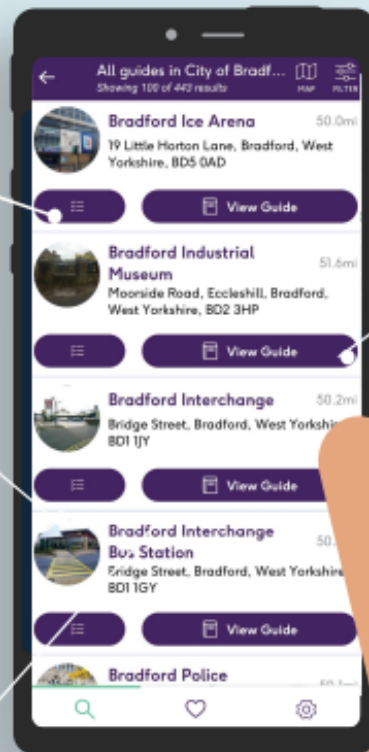 All guides in City of Bradf...
Showing 100 of 443 results
MAP
FILTER
Bradford Ice Arena
50.0mi
19 Little Horton Lane, Bradford, West
Yorkshire, BD5 0AD
View Guide
Bradford Industrial
Museum
51.6mi
Moorside Road, Eccleshill, Bradford,
West Yorkshire, BD2 3HP
View Guide
Bradford Interchange
50.2mi
Bridge Street, Bradford, West Yorkshire
BD1 1JY
View Guide
Bradford Interchange
Bus Station
50.
Bridge Street, Bradford, West Yorkshire
BD1 1GY
View Guide
Bradford Police